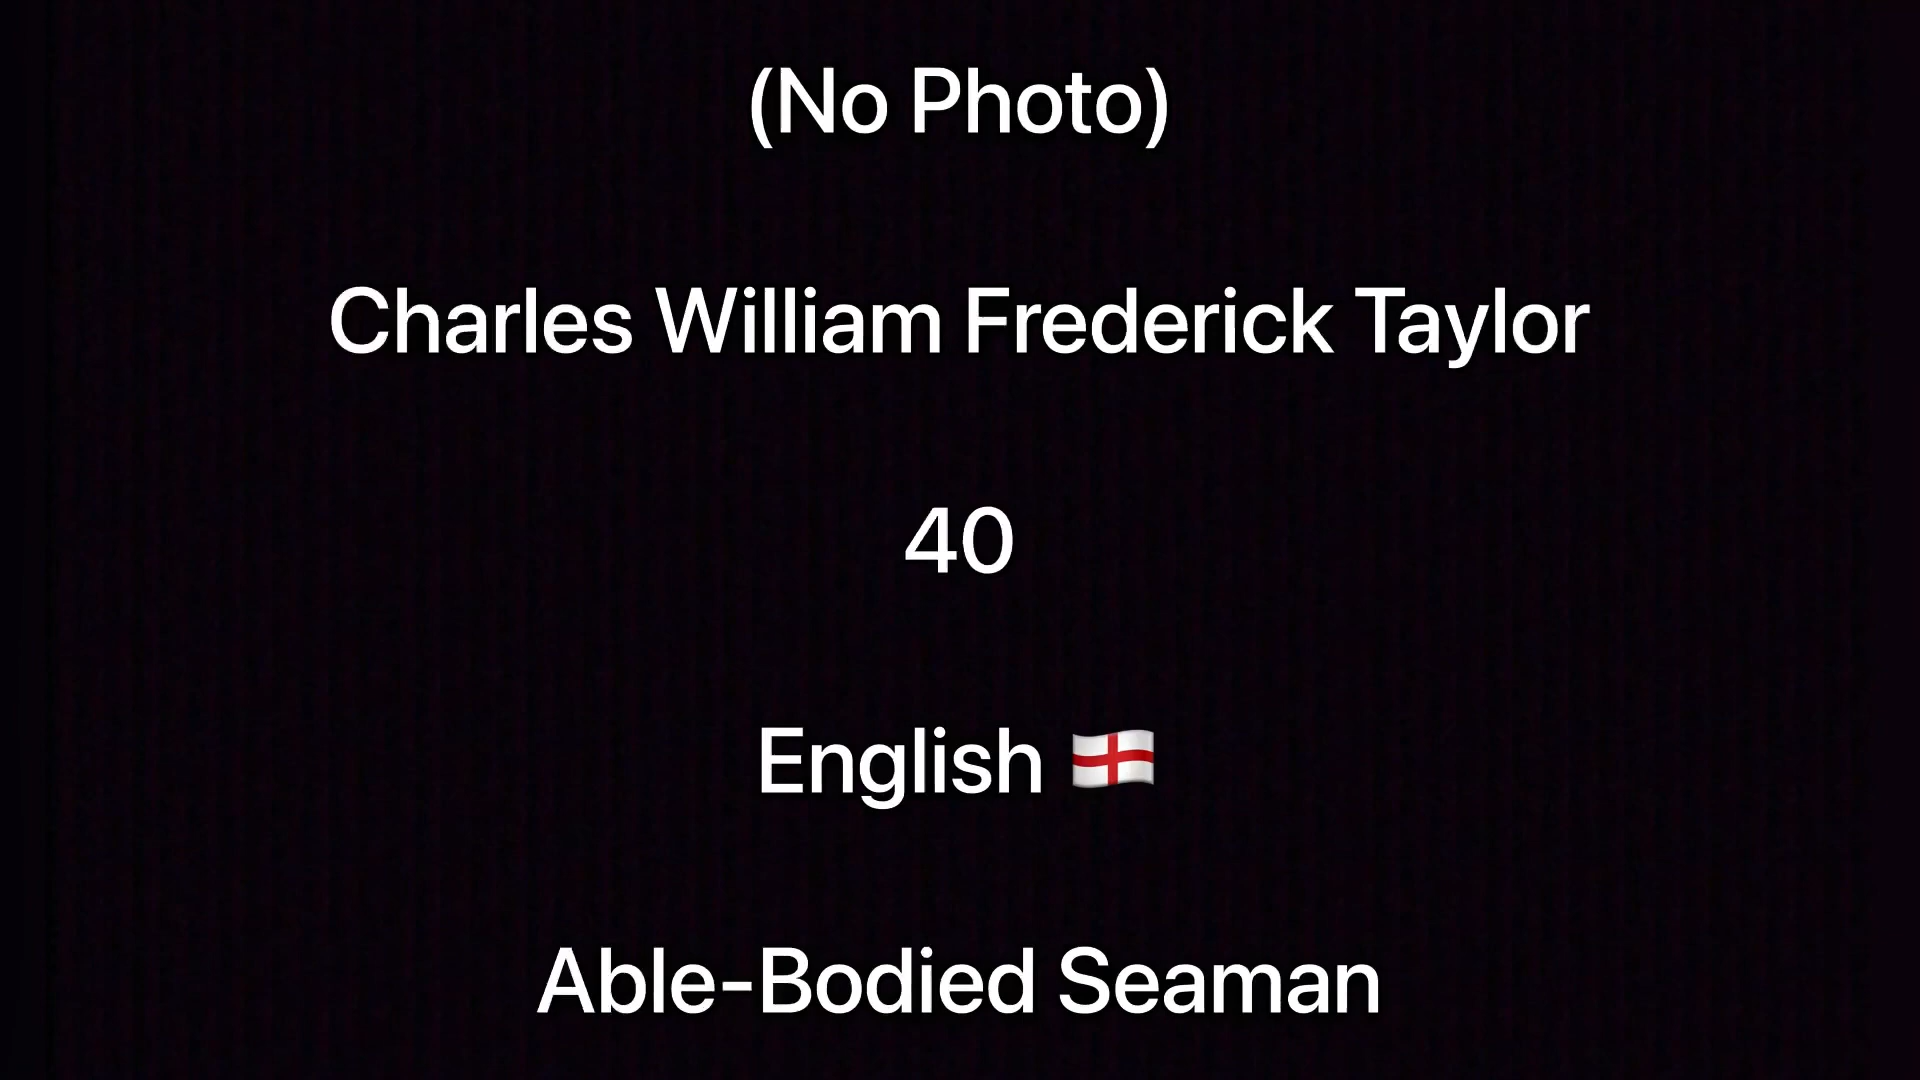 (No Photo)
Charles William Frederick Taylor
40
English 🏴󠁧󠁢󠁥󠁮󠁧󠁿
Able-Bodied Seaman